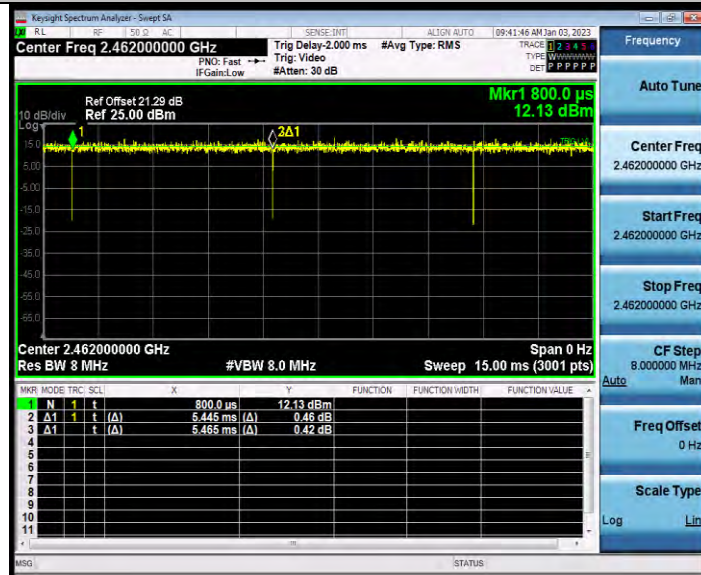 Keysight Spectrum Analyzer - Swept SA
RL RF 50 Ω AC SENSE:INT ALIGN AUTO 09:41:46 AM Jan 03, 2023
Center Freq 2.462000000 GHz
PNO: Fast
IFGain:Low
Trig Delay-2.000 ms
Trig: Video
#Atten: 30 dB
#Avg Type: RMS
TRACE 1 2 3 4 5 6
TYPE WWWWWW
DET P P P P P P
Ref Offset 21.29 dB
Ref 25.00 dBm
10 dB/div
Log
Mkr1 800.0 µs
12.13 dBm
1
3Δ1
15.0
5.00
-5.00
-15.0
-25.0
-35.0
-45.0
-55.0
-65.0
Center 2.462000000 GHz Span 0 Hz
Res BW 8 MHz #VBW 8.0 MHz Sweep 15.00 ms (3001 pts)
MKR MODE TRC SCL X Y FUNCTION FUNCTION WIDTH FUNCTION VALUE
1 N 1 t 800.0 µs 12.13 dBm
2 Δ1 1 t (Δ) 5.445 ms (Δ) 0.46 dB
3 Δ1 t (Δ) 5.465 ms (Δ) 0.42 dB
4
5
6
7
8
9
10
11
MSG STATUS
Frequency
Auto Tune
Center Freq
2.462000000 GHz
Start Freq
2.462000000 GHz
Stop Freq
2.462000000 GHz
CF Step
8.000000 MHz
Auto Man
Freq Offset
0 Hz
Scale Type
Log Lin